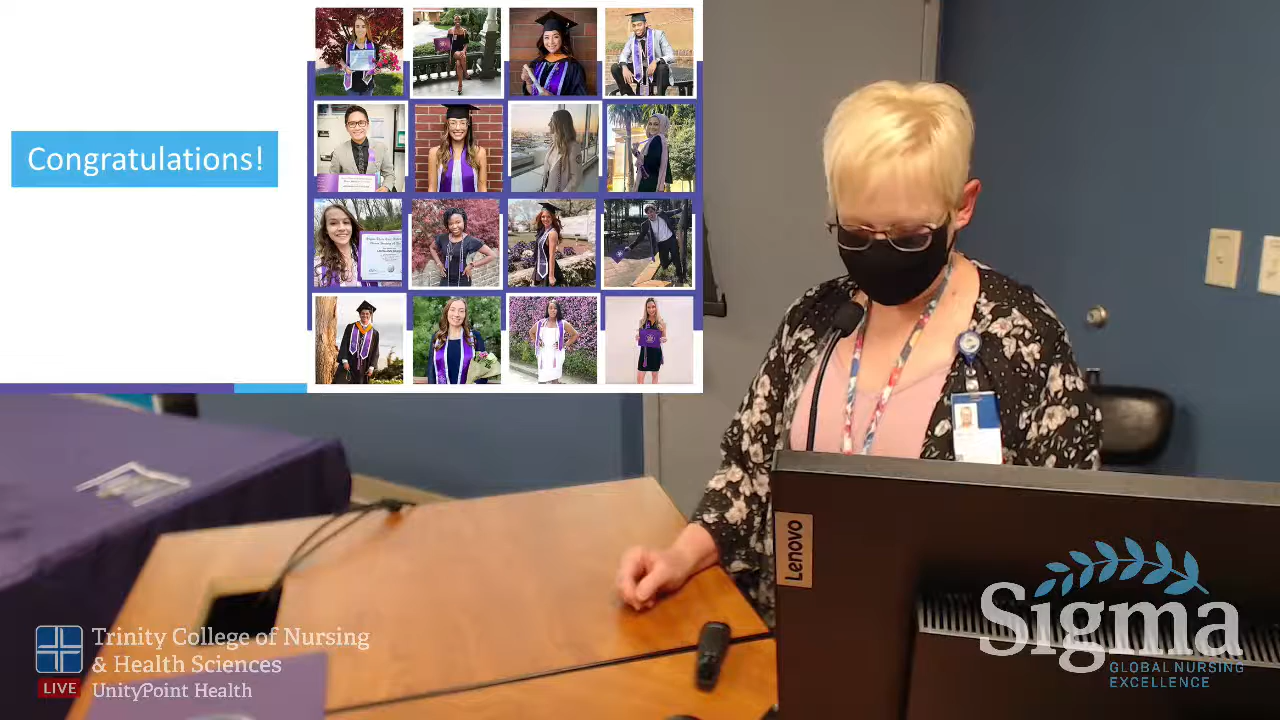 Congratulations!
Lenovo
Trinity College of Nursing
& Health Sciences
LIVE
UnityPoint Health
Sigma
GLOBAL NURSING
EXCELLENCE